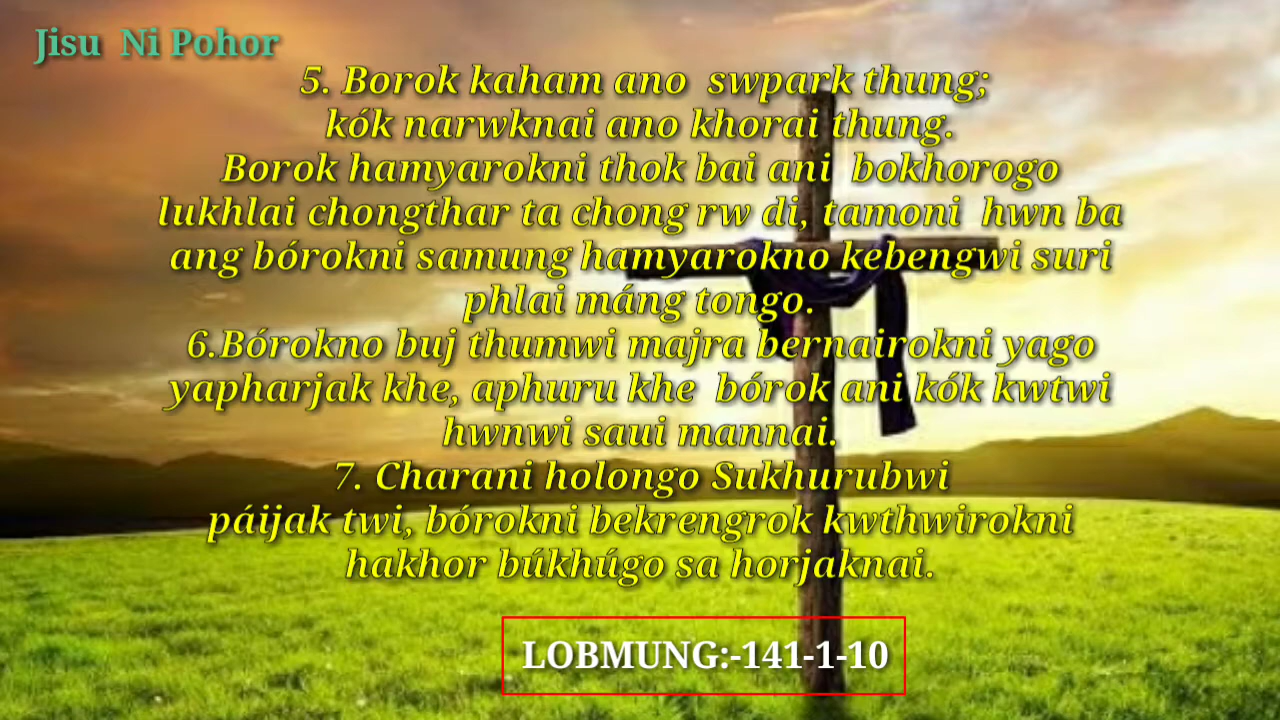 Jisu Ni Pohor
5. Borok kaham ano swpark thung;
kók narwknai ano khorai thung.
Borok hamyarokni thok bai ani bokhorogo
lukhlai chongthar ta chong rw di, tamoni hwn ba
ang bórokni samung hamyarokno kebengwi suri
phlai máng tongo.
6.Bórokno buj thumwi majra bernairokni yago
yapharjak khe, aphuru khe bórok ani kók kwtwi
hwnwi saui mannai.
7. Charani holongo Sukhurubwi
páijak twi, bórokni bekrengrok kwthwirokni
hakhor búkhúgo sa horjaknai.
LOBMUNG:-141-1-10